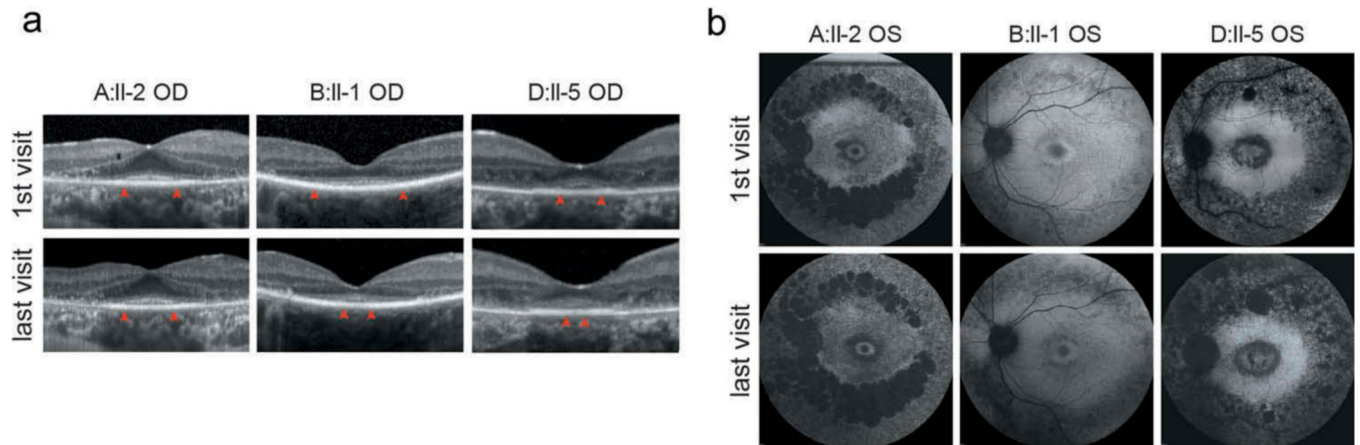 a
A:II-2 OD B:II-1 OD D:II-5 OD
1st visit
last visit
b
A:II-2 OS B:II-1 OS D:II-5 OS
1st visit
last visit